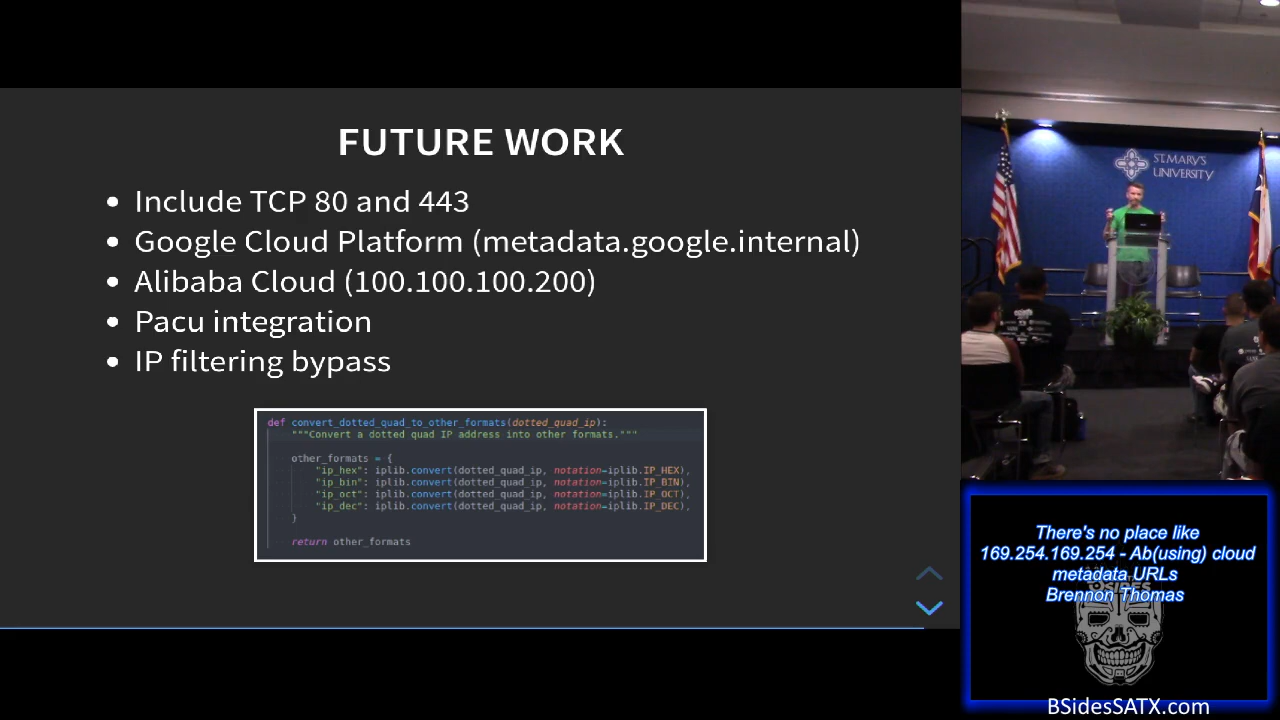 FUTURE WORK
Include TCP 80 and 443
Google Cloud Platform (metadata.google.internal)
Alibaba Cloud (100.100.100.200)
Pacu integration
IP filtering bypass
def convert_dotted_quad_to_other_formats(dotted_quad_ip):
"""Convert a dotted quad IP address into other formats."""
other_formats = {
"ip_hex": iplib.convert(dotted_quad_ip, notation=iplib.IP_HEX),
"ip_bin": iplib.convert(dotted_quad_ip, notation=iplib.IP_BIN),
"ip_oct": iplib.convert(dotted_quad_ip, notation=iplib.IP_OCT),
"ip_dec": iplib.convert(dotted_quad_ip, notation=iplib.IP_DEC),
}
return other_formats
ST. MARY'S
UNIVERSITY
There's no place like
169.254.169.254 - Ab(using) cloud
metadata URLs
Brennon Thomas
BSIDES
BSidesSATX.com